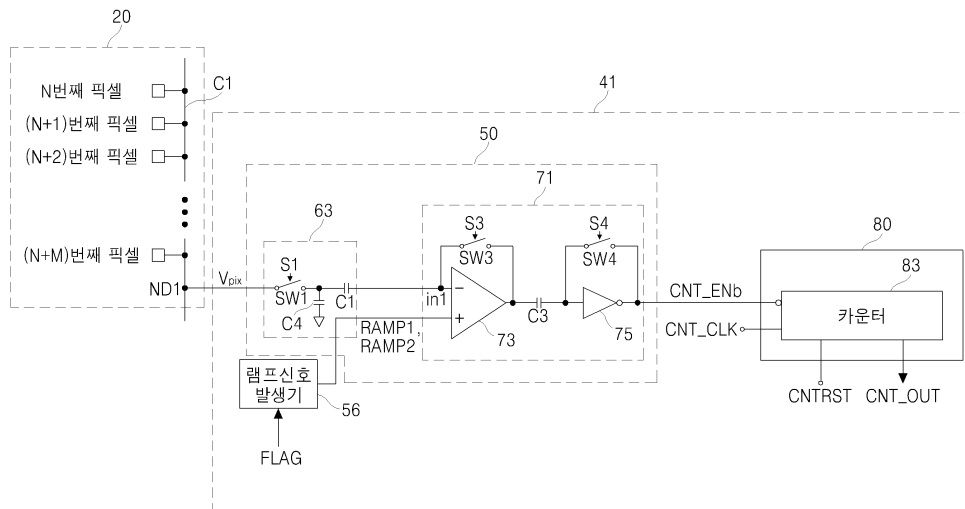 20
N번째 픽셀
C1
(N+1)번째 픽셀
(N+2)번째 픽셀
(N+M)번째 픽셀
ND1
Vpix
41
50
63
71
S1
SW1
C4
C1
in1
S3
SW3
S4
SW4
−
+
73
C3
75
RAMP1,
RAMP2
램프신호
발생기
56
FLAG
CNT_ENb
CNT_CLK
80
83
카운터
CNTRST
CNT_OUT